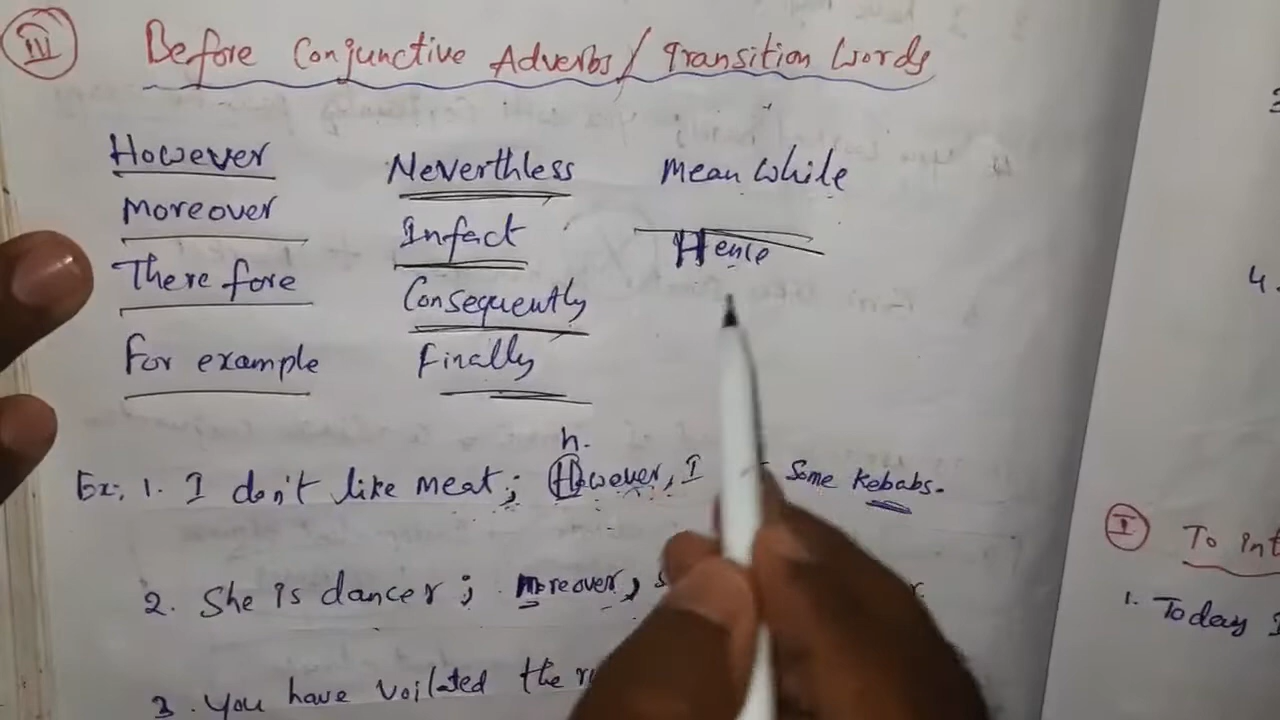 III Before Conjunctive Adverbs / Transition Words
However Neverthless Mean While
Moreover Infact Hence
There fore Consequently
For example Finally
h.
Ex: 1. I don't like meat; However, I Some Kebabs.
2. She is dancer; moreover,
3. You have voilated the
4.
I To int
1. Today